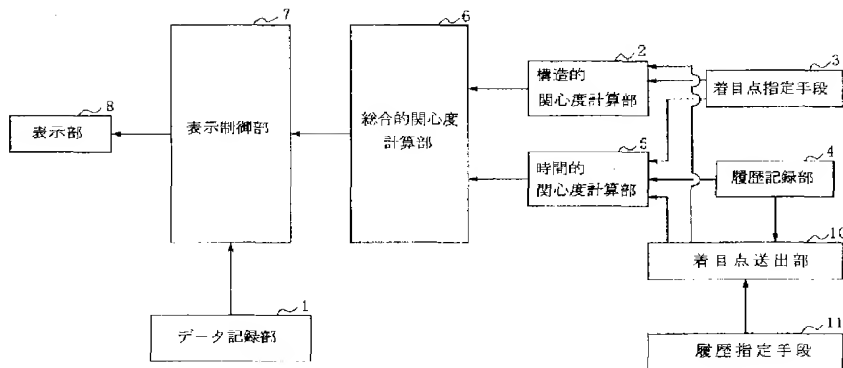 7
6
2
3
8
構造的
関心度計算部
着目点指定手段
表示部
表示制御部
総合的関心度
計算部
5
4
時間的
関心度計算部
履歴記録部
10
着目点送出部
1
データ記録部
11
履歴指定手段